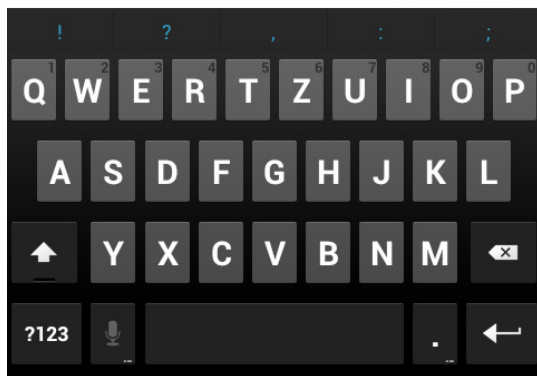 ! ? , : ;
1 2 3 4 5 6 7 8 9 0
Q W E R T Z U I O P
A S D F G H J K L
Y X C V B N M
?123 .